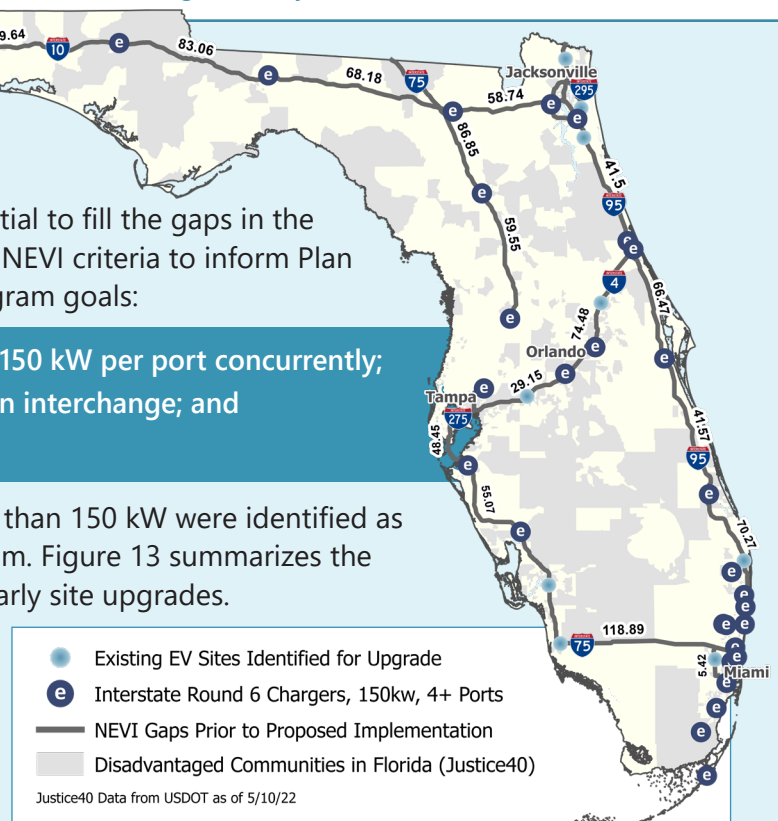 9.64
10
83.06
68.18
75
58.74
Jacksonville
295
86.85
41.5
95
59.55
tial to fill the gaps in the
NEVI criteria to inform Plan
gram goals:
4
66.47
74.48
Orlando
150 kW per port concurrently;
n interchange; and
29.15
Tampa
275
48.45
41.57
95
55.07
70.27
than 150 kW were identified as
m. Figure 13 summarizes the
arly site upgrades.
118.89
75
5.42
Miami
Existing EV Sites Identified for Upgrade
e Interstate Round 6 Chargers, 150kw, 4+ Ports
NEVI Gaps Prior to Proposed Implementation
Disadvantaged Communities in Florida (Justice40)
Justice40 Data from USDOT as of 5/10/22